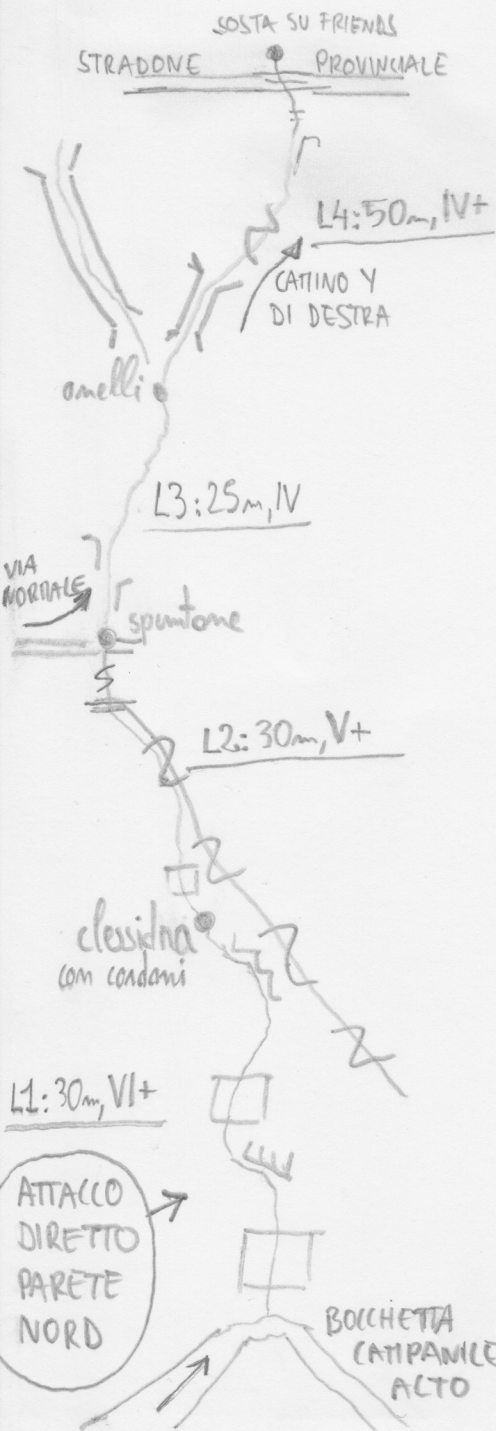 SOSTA SU FRIENDS
STRADONE PROVINCIALE
L4:50m, IV+
CAMINO Y
DI DESTRA
anelli
L3:25m, IV
VIA
NORMALE
spuntone
L2:30m, V+
clessidra
con cordoni
L1:30m, VI+
ATTACCO
DIRETTO
PARETE
NORD
BOCCHETTA
CAMPANILE
ALTO